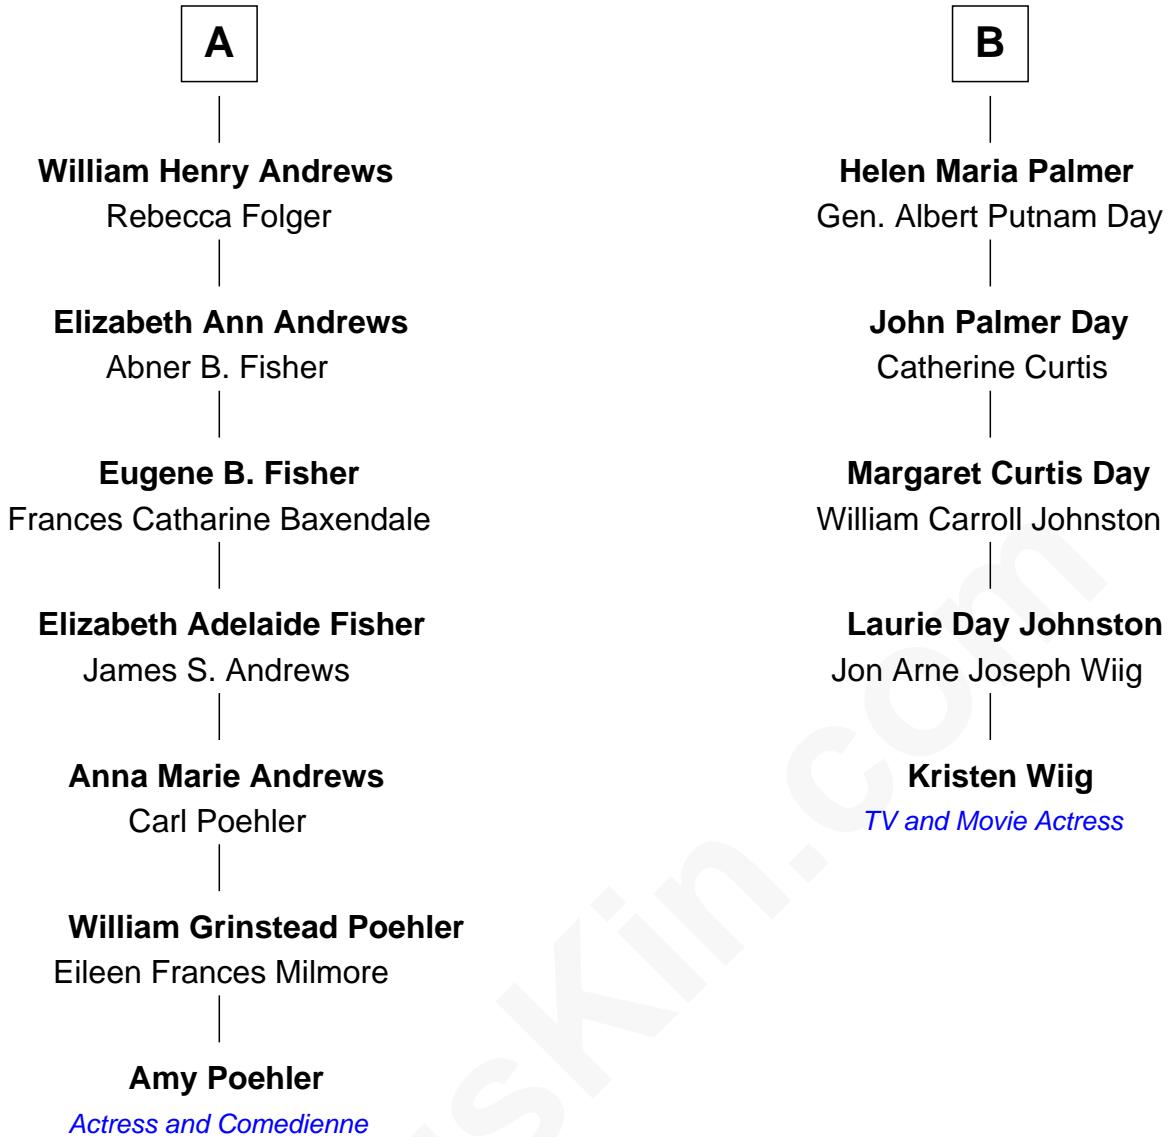 A
William Henry Andrews
Rebecca Folger
Elizabeth Ann Andrews
Abner B. Fisher
Eugene B. Fisher
Frances Catharine Baxendale
Elizabeth Adelaide Fisher
James S. Andrews
Anna Marie Andrews
Carl Poehler
William Grinstead Poehler
Eileen Frances Milmore
Amy Poehler
Actress and Comedienne
B
Helen Maria Palmer
Gen. Albert Putnam Day
John Palmer Day
Catherine Curtis
Margaret Curtis Day
William Carroll Johnston
Laurie Day Johnston
Jon Arne Joseph Wiig
Kristen Wiig
TV and Movie Actress
sKin.com